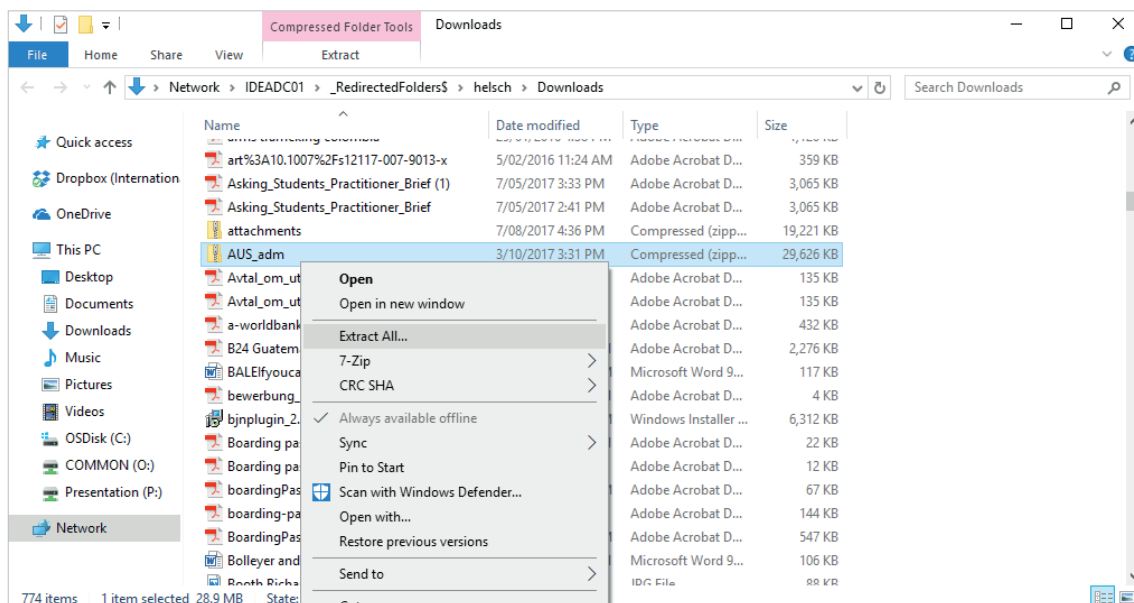 Compressed Folder Tools Downloads
File Home Share View Extract
Network › IDEADC01 › _RedirectedFolders$ › helsch › Downloads Search Downloads
Name Date modified Type Size
Quick access
Dropbox (Internation
OneDrive
This PC
Desktop
Documents
Downloads
Music
Pictures
Videos
OSDisk (C:)
COMMON (O:)
Presentation (P:)
Network
art%3A10.1007%2Fs12117-007-9013-x 5/02/2016 11:24 AM Adobe Acrobat D... 359 KB
Asking_Students_Practitioner_Brief (1) 7/05/2017 3:33 PM Adobe Acrobat D... 3,065 KB
Asking_Students_Practitioner_Brief 7/05/2017 2:41 PM Adobe Acrobat D... 3,065 KB
attachments 7/08/2017 4:36 PM Compressed (zipp... 19,221 KB
AUS_adm 3/10/2017 3:31 PM Compressed (zipp... 29,626 KB
Avtal_om_ut Adobe Acrobat D... 135 KB
Avtal_om_ut Adobe Acrobat D... 135 KB
a-worldbank Adobe Acrobat D... 432 KB
B24 Guatem Adobe Acrobat D... 2,276 KB
BALEIfyouca Microsoft Word 9... 117 KB
bewerbung_ Adobe Acrobat D... 4 KB
bjnplugin_2. Windows Installer ... 6,312 KB
Boarding pa Adobe Acrobat D... 22 KB
Boarding pa Adobe Acrobat D... 12 KB
boardingPas Adobe Acrobat D... 67 KB
boarding-pa Adobe Acrobat D... 144 KB
BoardingPas Adobe Acrobat D... 547 KB
Bolleyer and Microsoft Word 9... 106 KB
Booth Richa JPG File 88 KB
Open
Open in new window
Extract All...
7-Zip
CRC SHA
Always available offline
Sync
Pin to Start
Scan with Windows Defender...
Open with...
Restore previous versions
Send to
774 items 1 item selected 28.9 MB State: